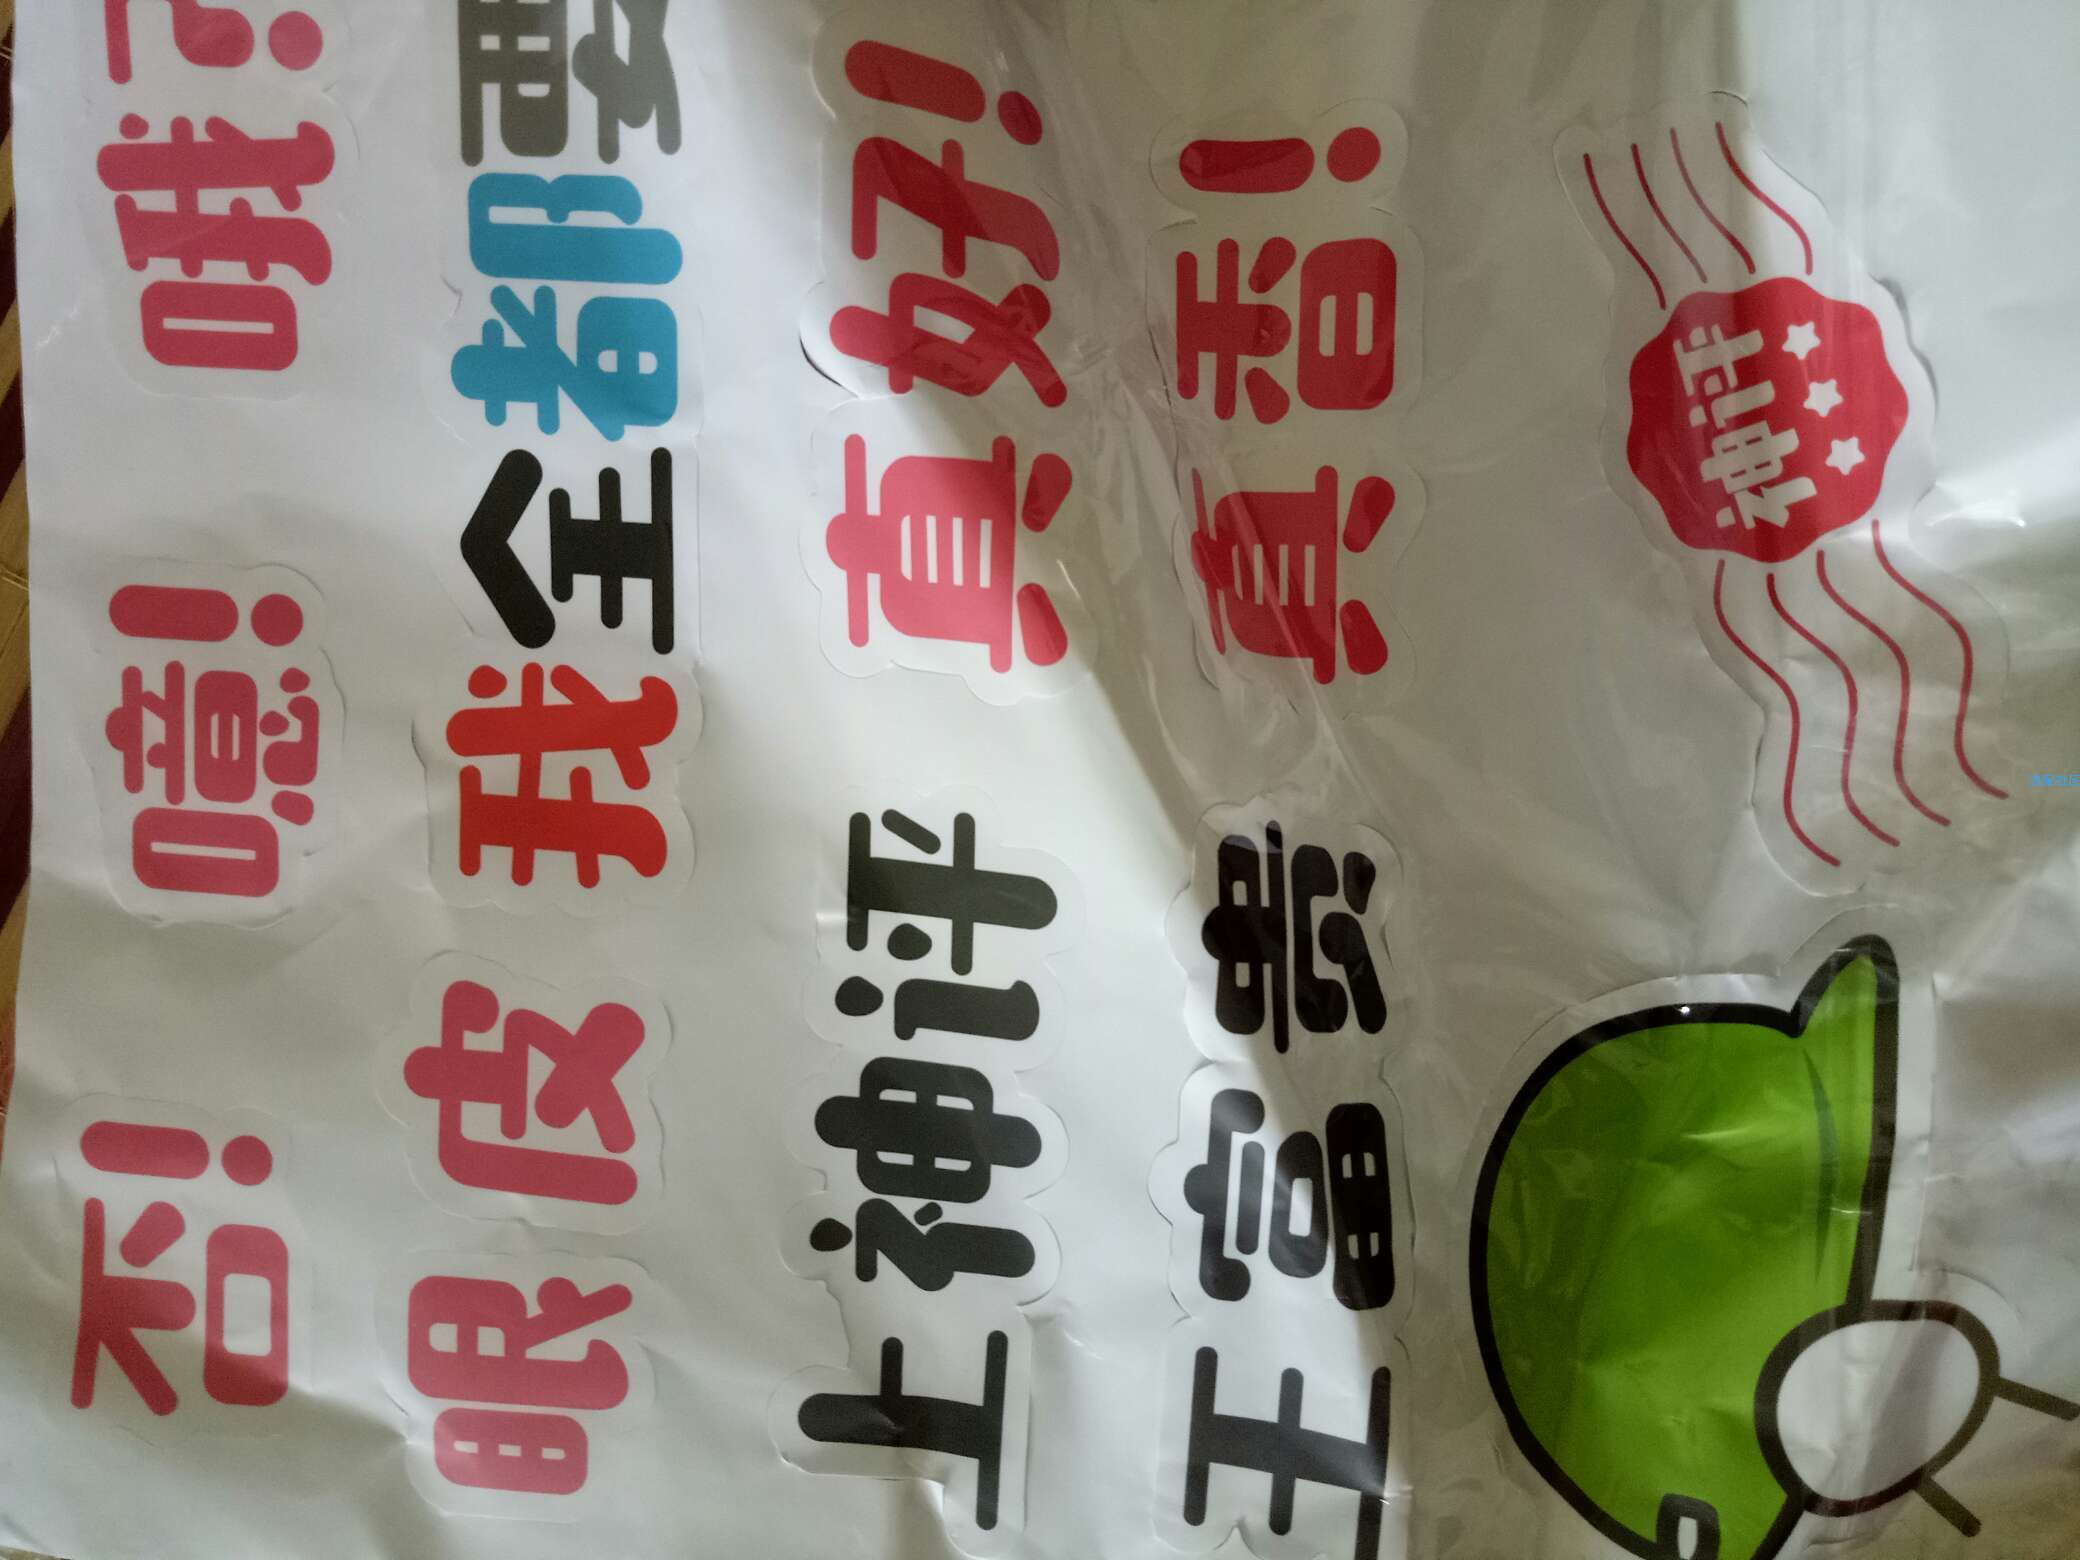 否! 噫! 哦?
眼皮 我全都要
上神评 真好!
王富贵 真香!
神评